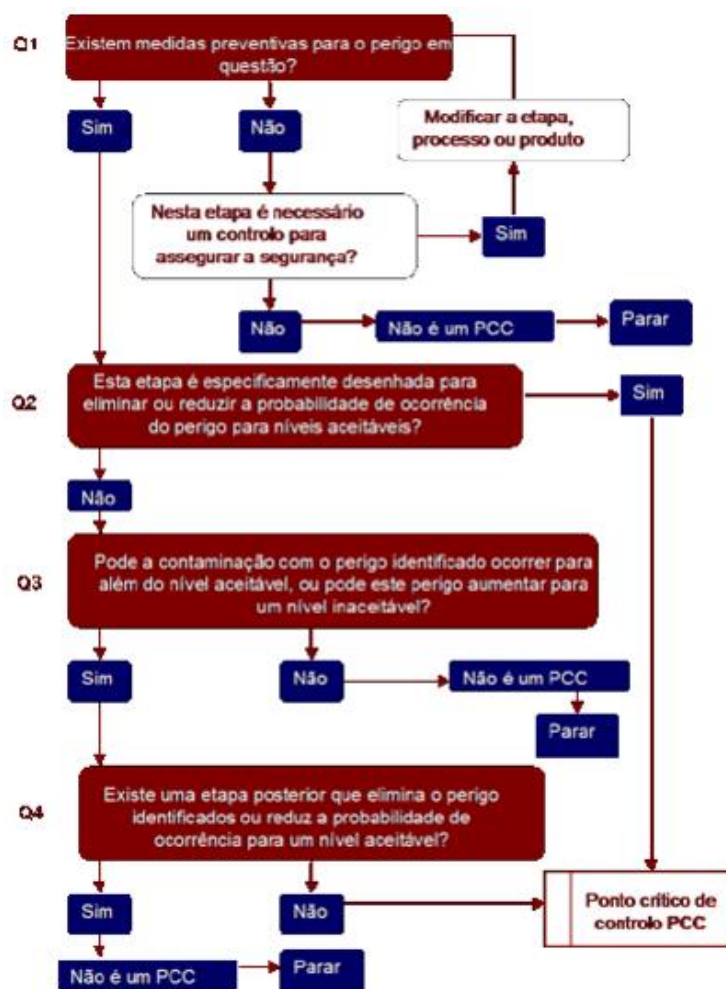 Q1
Existem medidas preventivas para o perigo em
questão?
Sim
Não
Modificar a etapa,
processo ou produto
Nesta etapa é necessário
um controlo para
assegurar a segurança?
Sim
Não
Não é um PCC
Parar
Q2
Esta etapa é especificamente desenhada para
eliminar ou reduzir a probabilidade de ocorrência
do perigo para níveis aceitáveis?
Sim
Não
Q3
Pode a contaminação com o perigo identificado ocorrer para
além do nível aceitável, ou pode este perigo aumentar para
um nível inaceitável?
Sim
Não
Não é um PCC
Parar
Q4
Existe uma etapa posterior que elimina o perigo
identificados ou reduz a probabilidade de
ocorrência para um nível aceitável?
Sim
Não
Ponto crítico de
controlo PCC
Não é um PCC
Parar